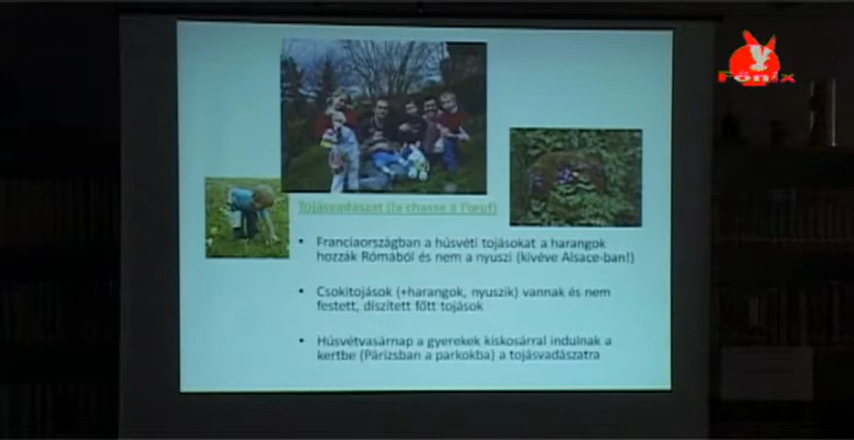 Főnix
Tojásvadászat (la chasse à l'œuf)
• Franciaországban a húsvéti tojásokat a harangok
hozzák Rómából és nem a nyuszi (kivéve Alsace-ban!)
• Csokitojások (+harangok, nyuszik) vannak és nem
festett, díszített főtt tojások
• Húsvétvasárnap a gyerekek kiskosárral indulnak a
kertbe (Párizsban a parkokba) a tojásvadászatra